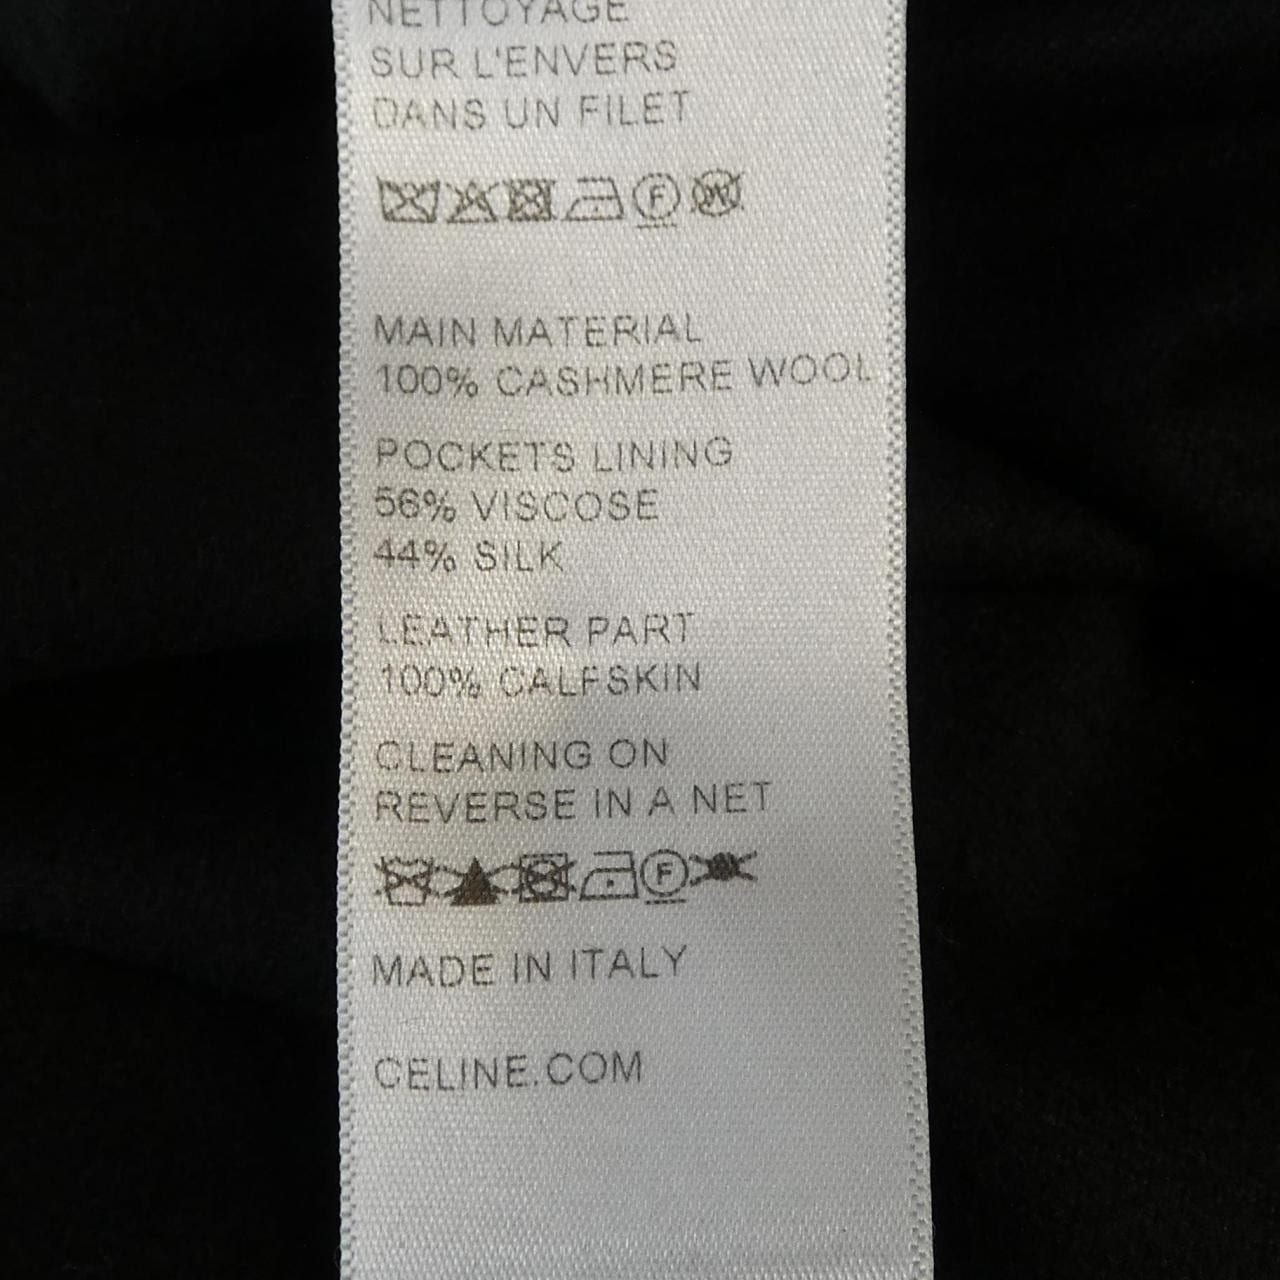 NETTOYAGE
SUR L'ENVERS
DANS UN FILET
F W
MAIN MATERIAL
100% CASHMERE WOOL
POCKETS LINING
56% VISCOSE
44% SILK
LEATHER PART
100% CALFSKIN
CLEANING ON
REVERSE IN A NET
F
MADE IN ITALY
CELINE.COM